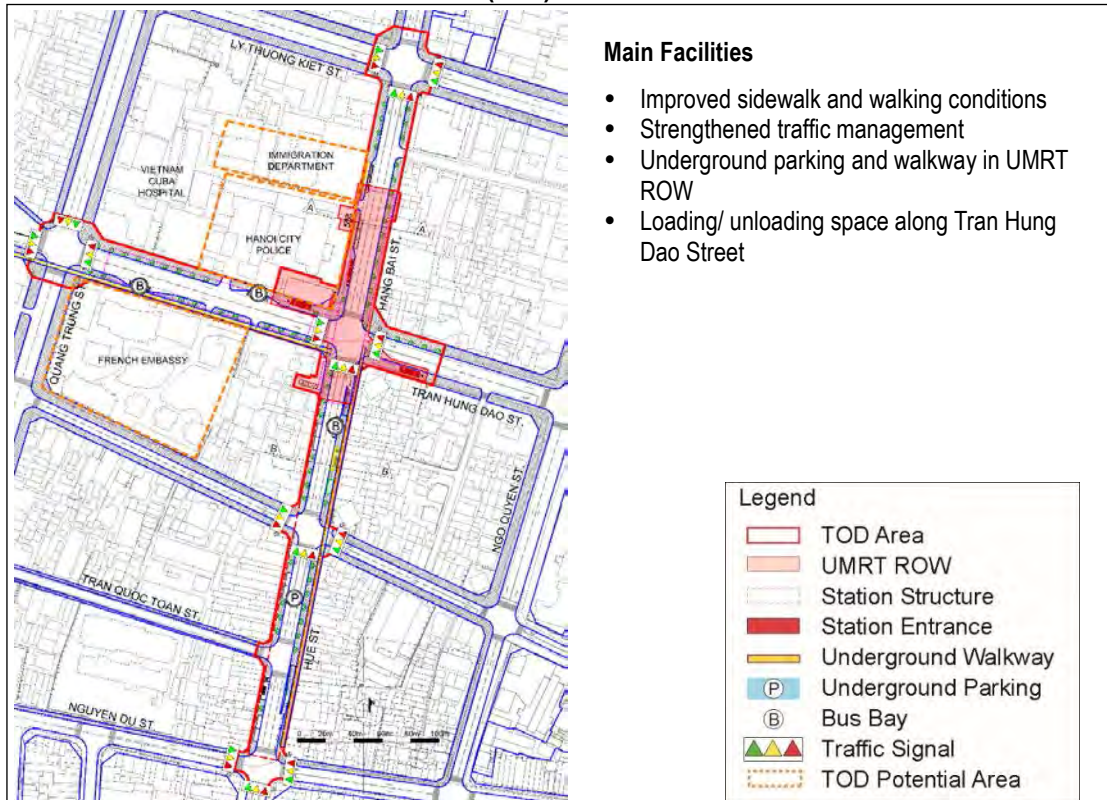 LY THUONG KIET ST.
IMMIGRATION
DEPARTMENT
VIETNAM
CUBA
HOSPITAL
HANOI CITY
POLICE
A
A
HANG BAI ST.
B
B
QUANG TRUNG ST.
FRENCH EMBASSY
TRAN HUNG DAO ST.
B
B
B
NGO QUYEN ST.
TRAN QUOC TOAN ST.
P
HUE ST.
NGUYEN DU ST.
Main Facilities
• Improved sidewalk and walking conditions
• Strengthened traffic management
• Underground parking and walkway in UMRT
ROW
• Loading/ unloading space along Tran Hung
Dao Street
Legend
TOD Area
UMRT ROW
Station Structure
Station Entrance
Underground Walkway
P Underground Parking
B Bus Bay
Traffic Signal
TOD Potential Area